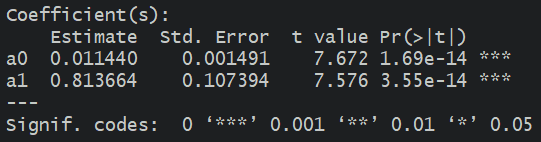 Coefficient(s):
    Estimate  Std. Error  t value Pr(>|t|)
a0  0.011440    0.001491    7.672 1.69e-14 ***
a1  0.813664    0.107394    7.576 3.55e-14 ***
---
Signif. codes:  0 ‘***’ 0.001 ‘**’ 0.01 ‘*’ 0.05